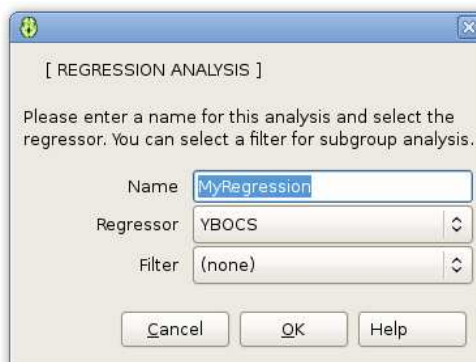 [ REGRESSION ANALYSIS ]
Please enter a name for this analysis and select the
regressor. You can select a filter for subgroup analysis.
Name MyRegression
Regressor YBOCS
Filter (none)
Cancel OK Help